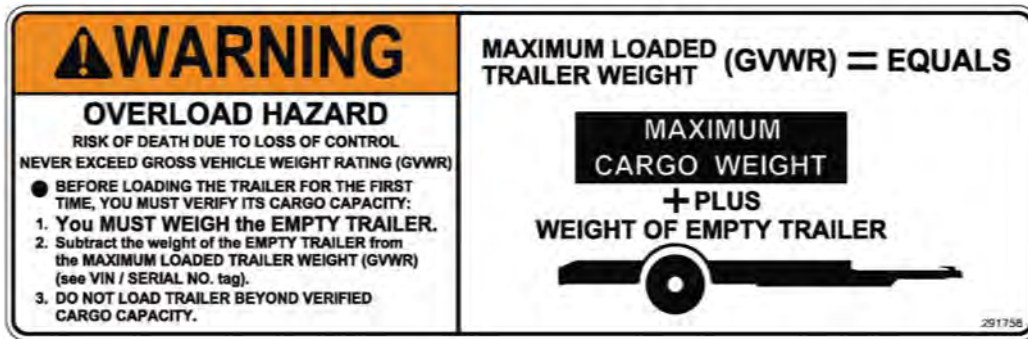 WARNING
OVERLOAD HAZARD
RISK OF DEATH DUE TO LOSS OF CONTROL
NEVER EXCEED GROSS VEHICLE WEIGHT RATING (GVWR)
● BEFORE LOADING THE TRAILER FOR THE FIRST
TIME, YOU MUST VERIFY ITS CARGO CAPACITY:
1. You MUST WEIGH the EMPTY TRAILER.
2. Subtract the weight of the EMPTY TRAILER from
the MAXIMUM LOADED TRAILER WEIGHT (GVWR)
(see VIN / SERIAL NO. tag).
3. DO NOT LOAD TRAILER BEYOND VERIFIED
CARGO CAPACITY.
MAXIMUM LOADED
TRAILER WEIGHT (GVWR) = EQUALS
MAXIMUM
CARGO WEIGHT
+ PLUS
WEIGHT OF EMPTY TRAILER
291758